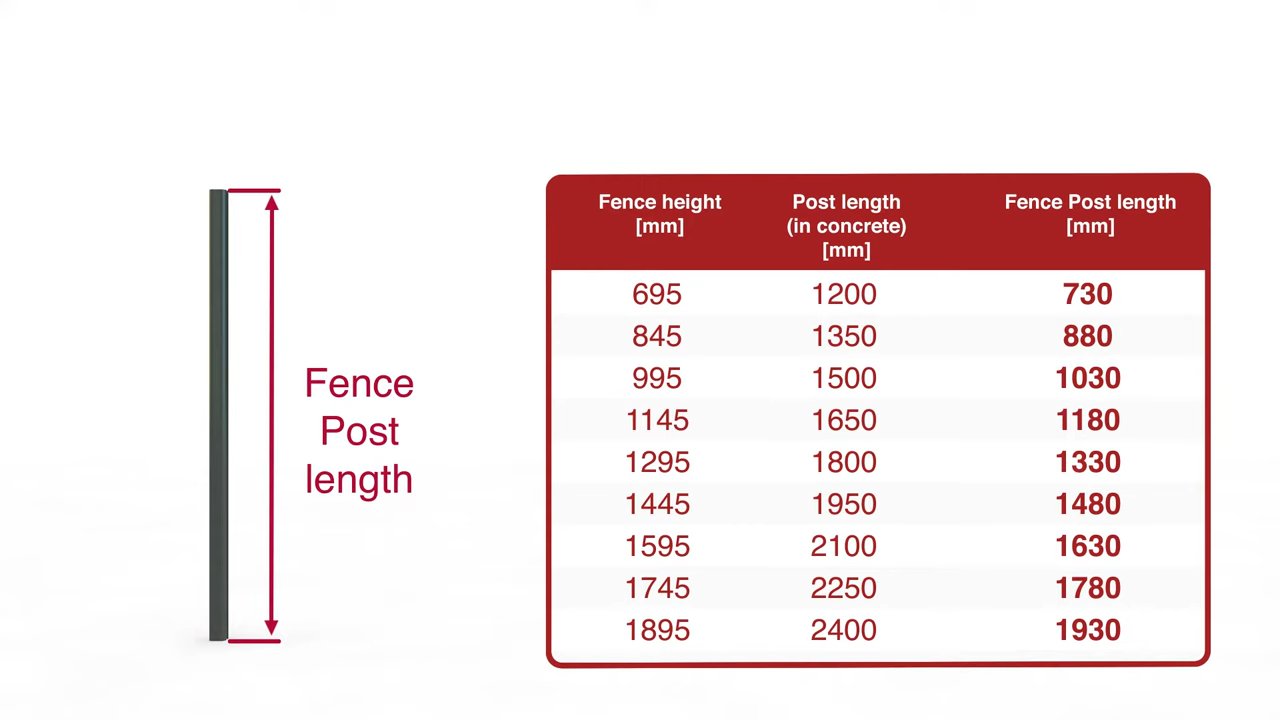 Fence
Post
length
Fence height
[mm]
Post length
(in concrete)
[mm]
Fence Post length
[mm]
695 1200 730
845 1350 880
995 1500 1030
1145 1650 1180
1295 1800 1330
1445 1950 1480
1595 2100 1630
1745 2250 1780
1895 2400 1930